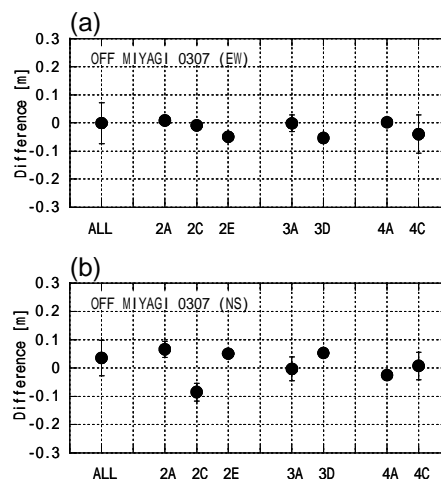 (a)
0.3
OFF MIYAGI 0307 (EW)
0.2
0.1
0
-0.1
-0.2
-0.3
Difference [m]
ALL 2A 2C 2E 3A 3D 4A 4C
(b)
0.3
OFF MIYAGI 0307 (NS)
0.2
0.1
0
-0.1
-0.2
-0.3
Difference [m]
ALL 2A 2C 2E 3A 3D 4A 4C